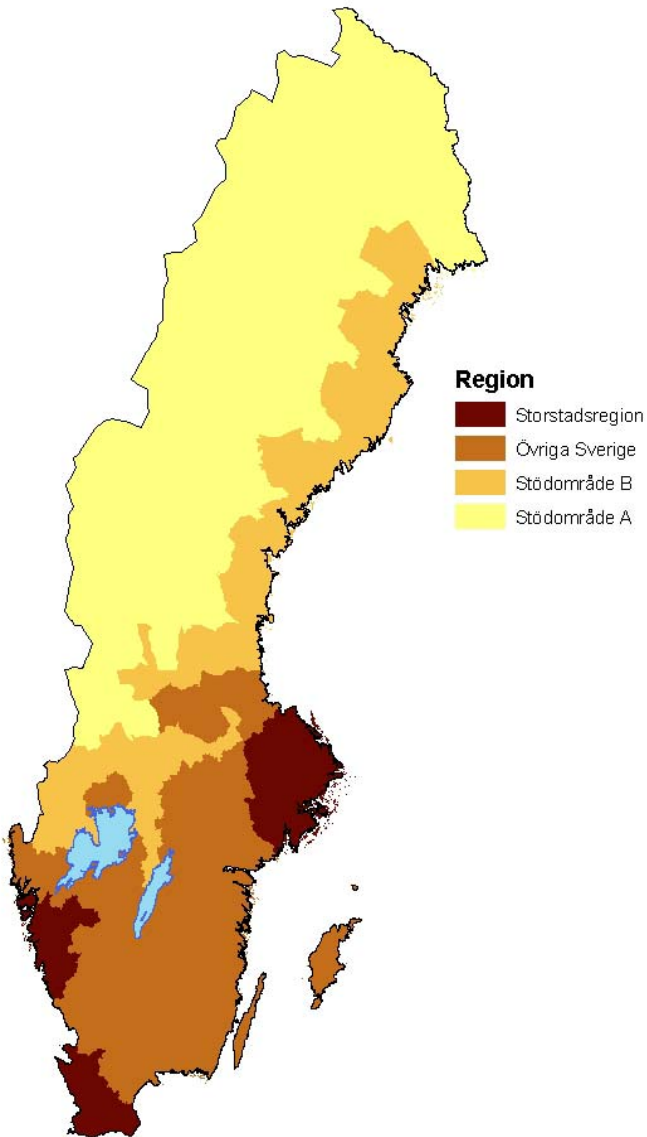 Region
Storstadsregion
Övriga Sverige
Stödområde B
Stödområde A